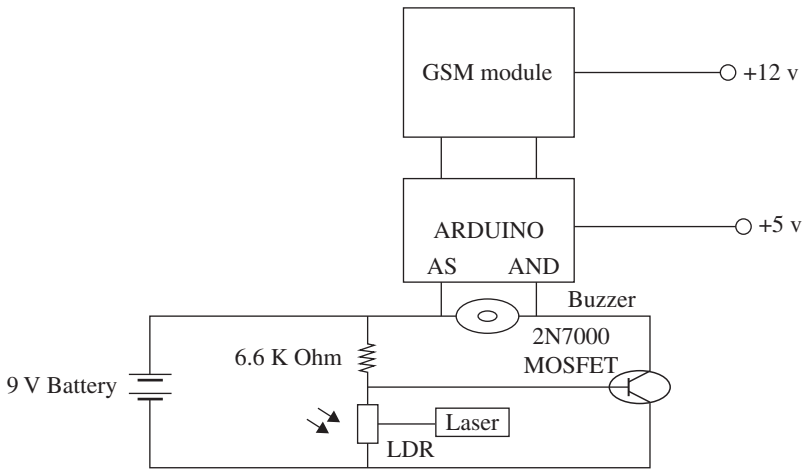 GSM module
+12 v
ARDUINO
+5 v
AS AND
Buzzer
2N7000
MOSFET
6.6 K Ohm
9 V Battery
Laser
LDR